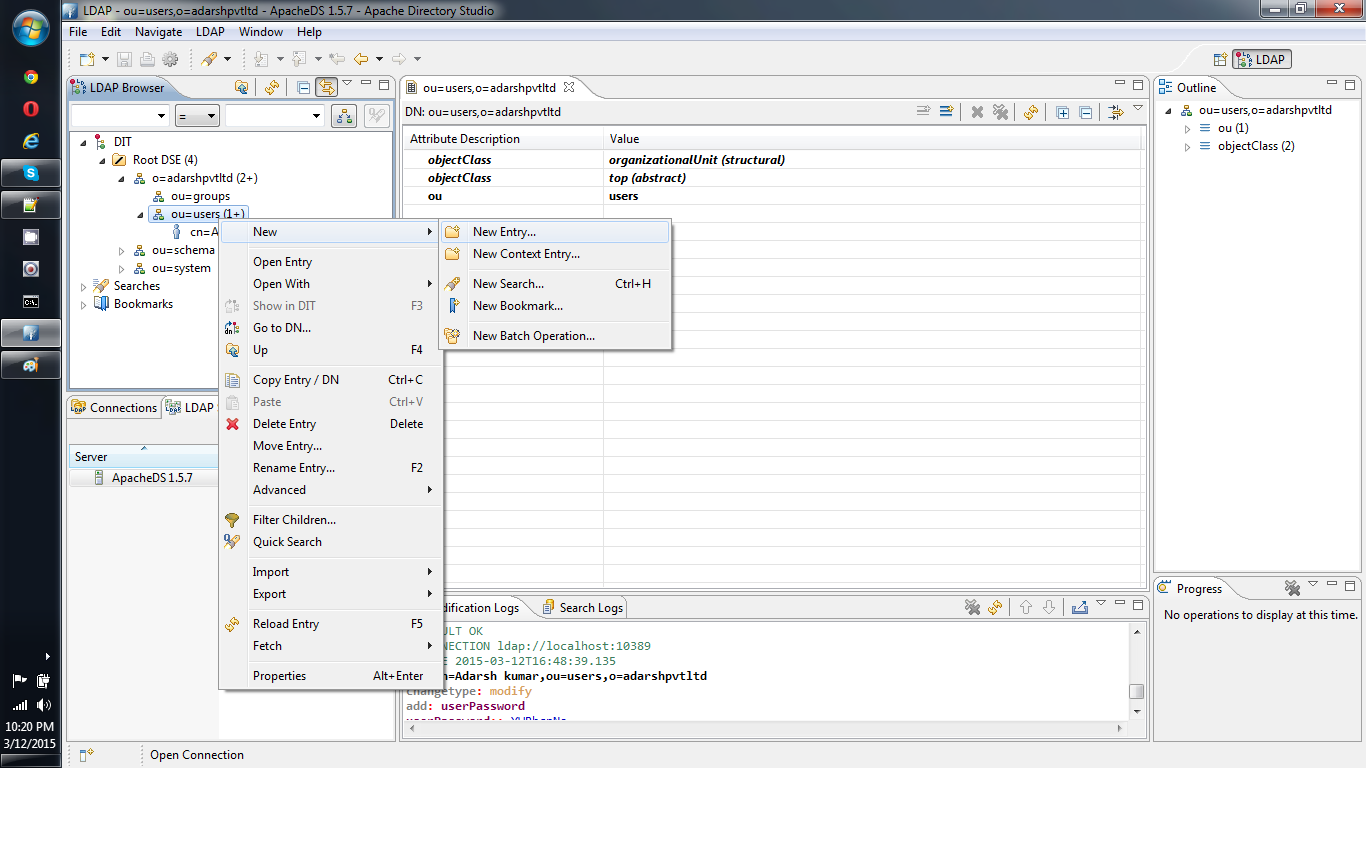 LDAP - ou=users,o=adarshpvtltd - ApacheDS 1.5.7 - Apache Directory Studio
File Edit Navigate LDAP Window Help
LDAP
LDAP Browser
=
DIT
Root DSE (4)
o=adarshpvtltd (2+)
ou=groups
ou=users (1+)
cn=A
ou=schema
ou=system
Searches
Bookmarks
New
Open Entry
Open With
Show in DIT F3
Go to DN...
Up F4
Copy Entry / DN Ctrl+C
Paste Ctrl+V
Delete Entry Delete
Move Entry...
Rename Entry... F2
Advanced
Filter Children...
Quick Search
Import
Export
Reload Entry F5
Fetch
Properties Alt+Enter
New Entry...
New Context Entry...
New Search... Ctrl+H
New Bookmark...
New Batch Operation...
Connections LDAP
Server
ApacheDS 1.5.7
ou=users,o=adarshpvtltd
DN: ou=users,o=adarshpvtltd
Attribute Description Value
objectClass organizationalUnit (structural)
objectClass top (abstract)
ou users
Outline
ou=users,o=adarshpvtltd
ou (1)
objectClass (2)
dification Logs Search Logs
ULT OK
NECTION ldap://localhost:10389
E 2015-03-12T16:48:39.135
n=Adarsh kumar,ou=users,o=adarshpvtltd
changetype: modify
add: userPassword
Progress
No operations to display at this time.
10:20 PM
3/12/2015
Open Connection